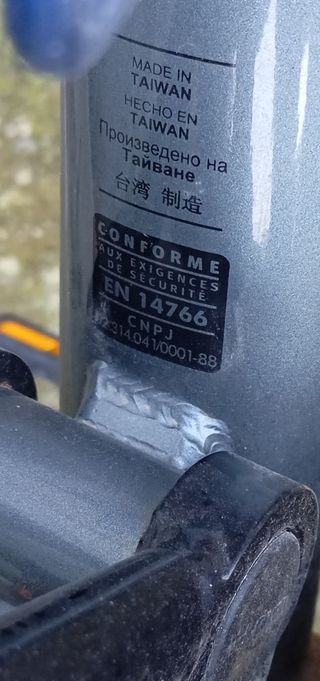 MADE IN
TAIWAN
HECHO EN
TAIWAN
Произведено на
Тайване
台湾 制造
CONFORME
AUX EXIGENCES
DE SÉCURITÉ
EN 14766
CNPJ
314.041/0001-88